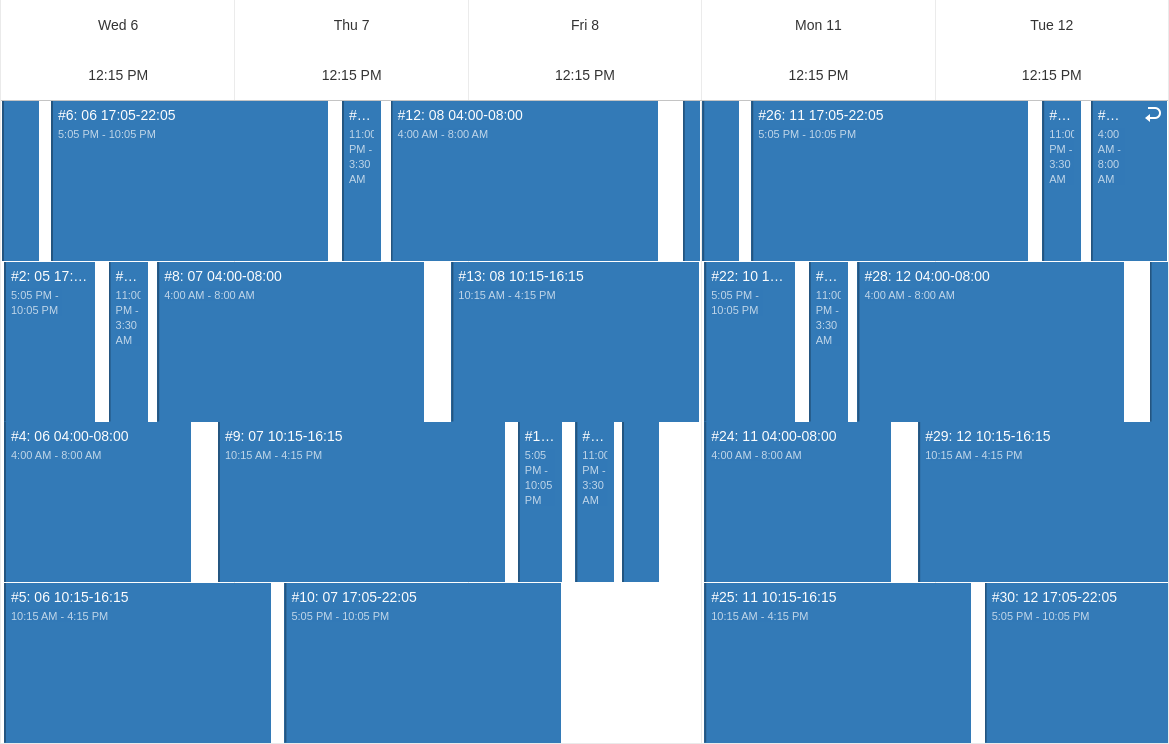 Wed 6
Thu 7
Fri 8
Mon 11
Tue 12
12:15 PM
12:15 PM
12:15 PM
12:15 PM
12:15 PM
#6: 06 17:05-22:05
5:05 PM - 10:05 PM
#...
11:00
PM -
3:30
AM
#12: 08 04:00-08:00
4:00 AM - 8:00 AM
#26: 11 17:05-22:05
5:05 PM - 10:05 PM
#...
11:00
PM -
3:30
AM
#...
4:00
AM -
8:00
AM
#2: 05 17:...
5:05 PM -
10:05 PM
#...
11:00
PM -
3:30
AM
#8: 07 04:00-08:00
4:00 AM - 8:00 AM
#13: 08 10:15-16:15
10:15 AM - 4:15 PM
#22: 10 1...
5:05 PM -
10:05 PM
#...
11:00
PM -
3:30
AM
#28: 12 04:00-08:00
4:00 AM - 8:00 AM
#4: 06 04:00-08:00
4:00 AM - 8:00 AM
#9: 07 10:15-16:15
10:15 AM - 4:15 PM
#1...
5:05
PM -
10:05
PM
#...
11:00
PM -
3:30
AM
#24: 11 04:00-08:00
4:00 AM - 8:00 AM
#29: 12 10:15-16:15
10:15 AM - 4:15 PM
#5: 06 10:15-16:15
10:15 AM - 4:15 PM
#10: 07 17:05-22:05
5:05 PM - 10:05 PM
#25: 11 10:15-16:15
10:15 AM - 4:15 PM
#30: 12 17:05-22:05
5:05 PM - 10:05 PM